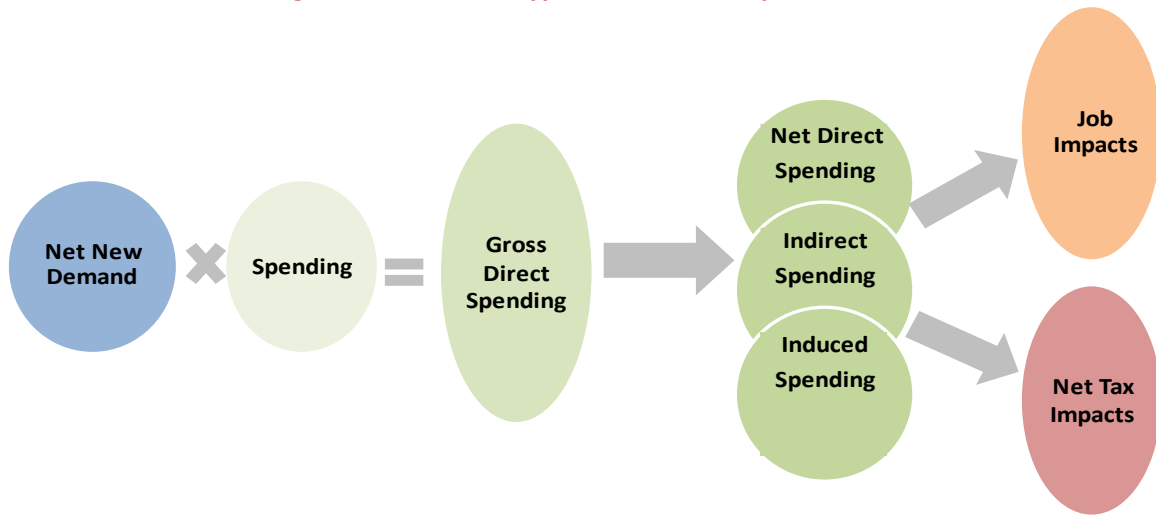 Net New
Demand
Spending
Gross
Direct
Spending
Net Direct
Spending
Indirect
Spending
Induced
Spending
Job
Impacts
Net Tax
Impacts